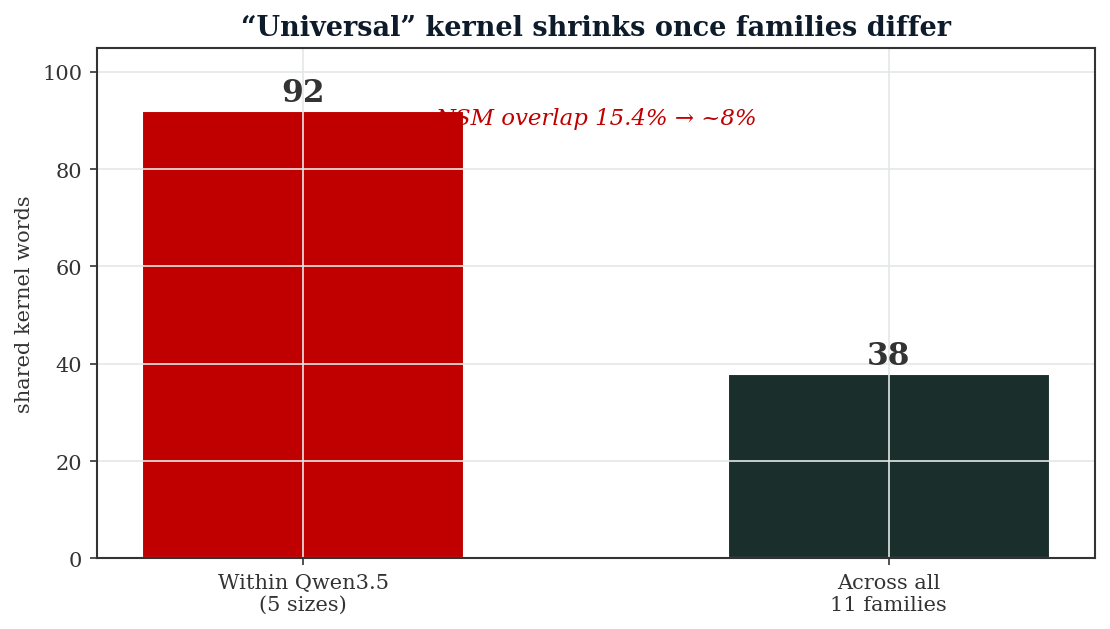 “Universal” kernel shrinks once families differ
100
80
60
40
20
0
shared kernel words
92
NSM overlap 15.4% → ~8%
38
Within Qwen3.5
(5 sizes)
Across all
11 families